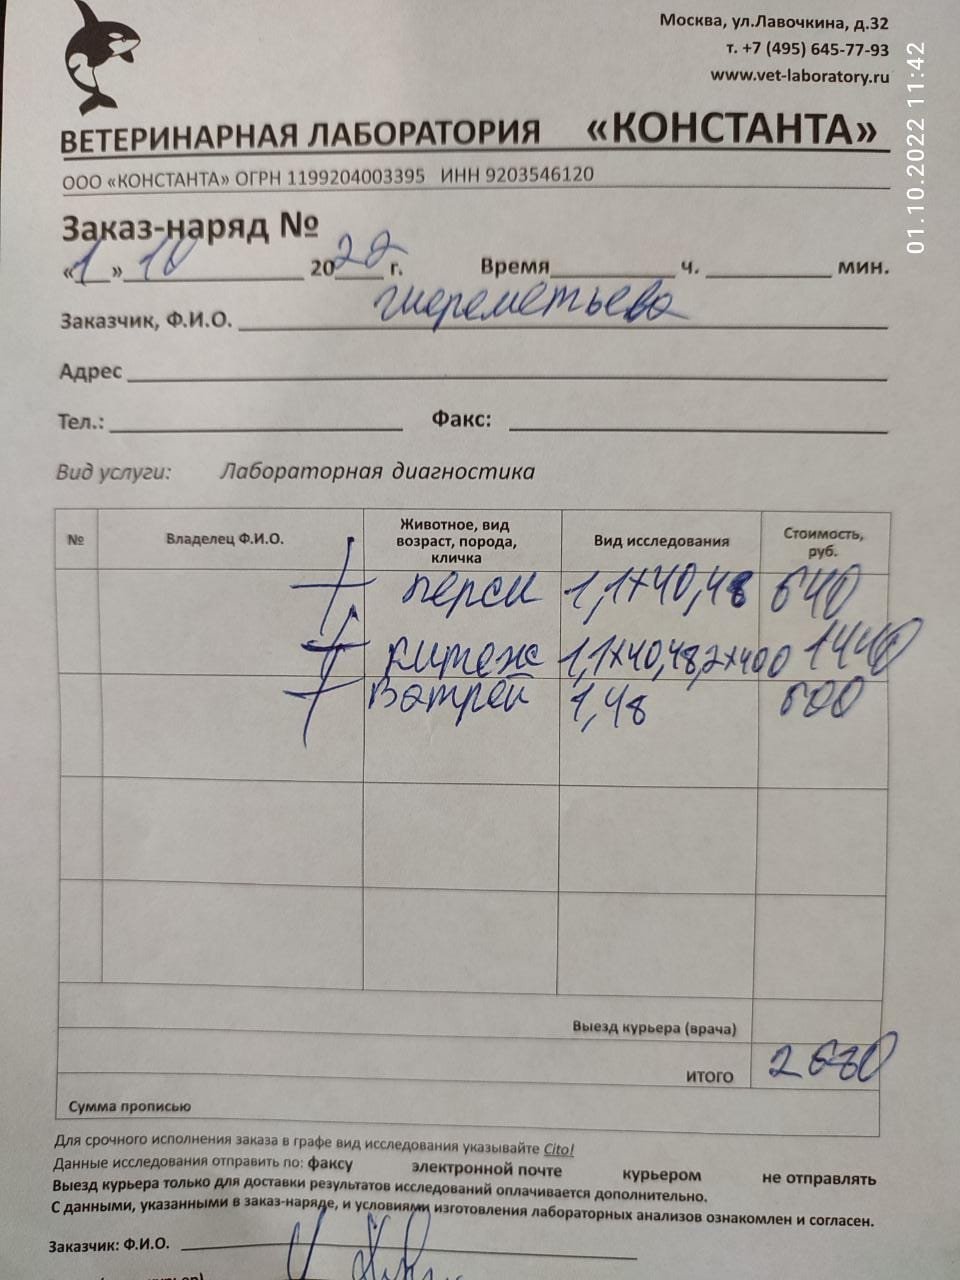 Москва, ул.Лавочкина, д.32
т. +7 (495) 645-77-93
www.vet-laboratory.ru
01.10.2022 11:42
ВЕТЕРИНАРНАЯ ЛАБОРАТОРИЯ «КОНСТАНТА»
ООО «КОНСТАНТА» ОГРН 1199204003395 ИНН 9203546120
Заказ-наряд №
«1» 10 2022 г. Время ч. мин.
Заказчик, Ф.И.О. Шереметьева
Адрес
Тел.: Факс:
Вид услуги: Лабораторная диагностика
№ Владелец Ф.И.О. Животное, вид возраст, порода, кличка Вид исследования Стоимость, руб.
+ перси 1,1×40,48 640
+ китеж 1,1×40,48,2×400 1440
+ Ватрей 1,48 600
Выезд курьера (врача)
ИТОГО 2680
Сумма прописью
Для срочного исполнения заказа в графе вид исследования указывайте Cito!
Данные исследования отправить по: факсу электронной почте курьером не отправлять
Выезд курьера только для доставки результатов исследований оплачивается дополнительно.
С данными, указанными в заказ-наряде, и условиями изготовления лабораторных анализов ознакомлен и согласен.
Заказчик: Ф.И.О.